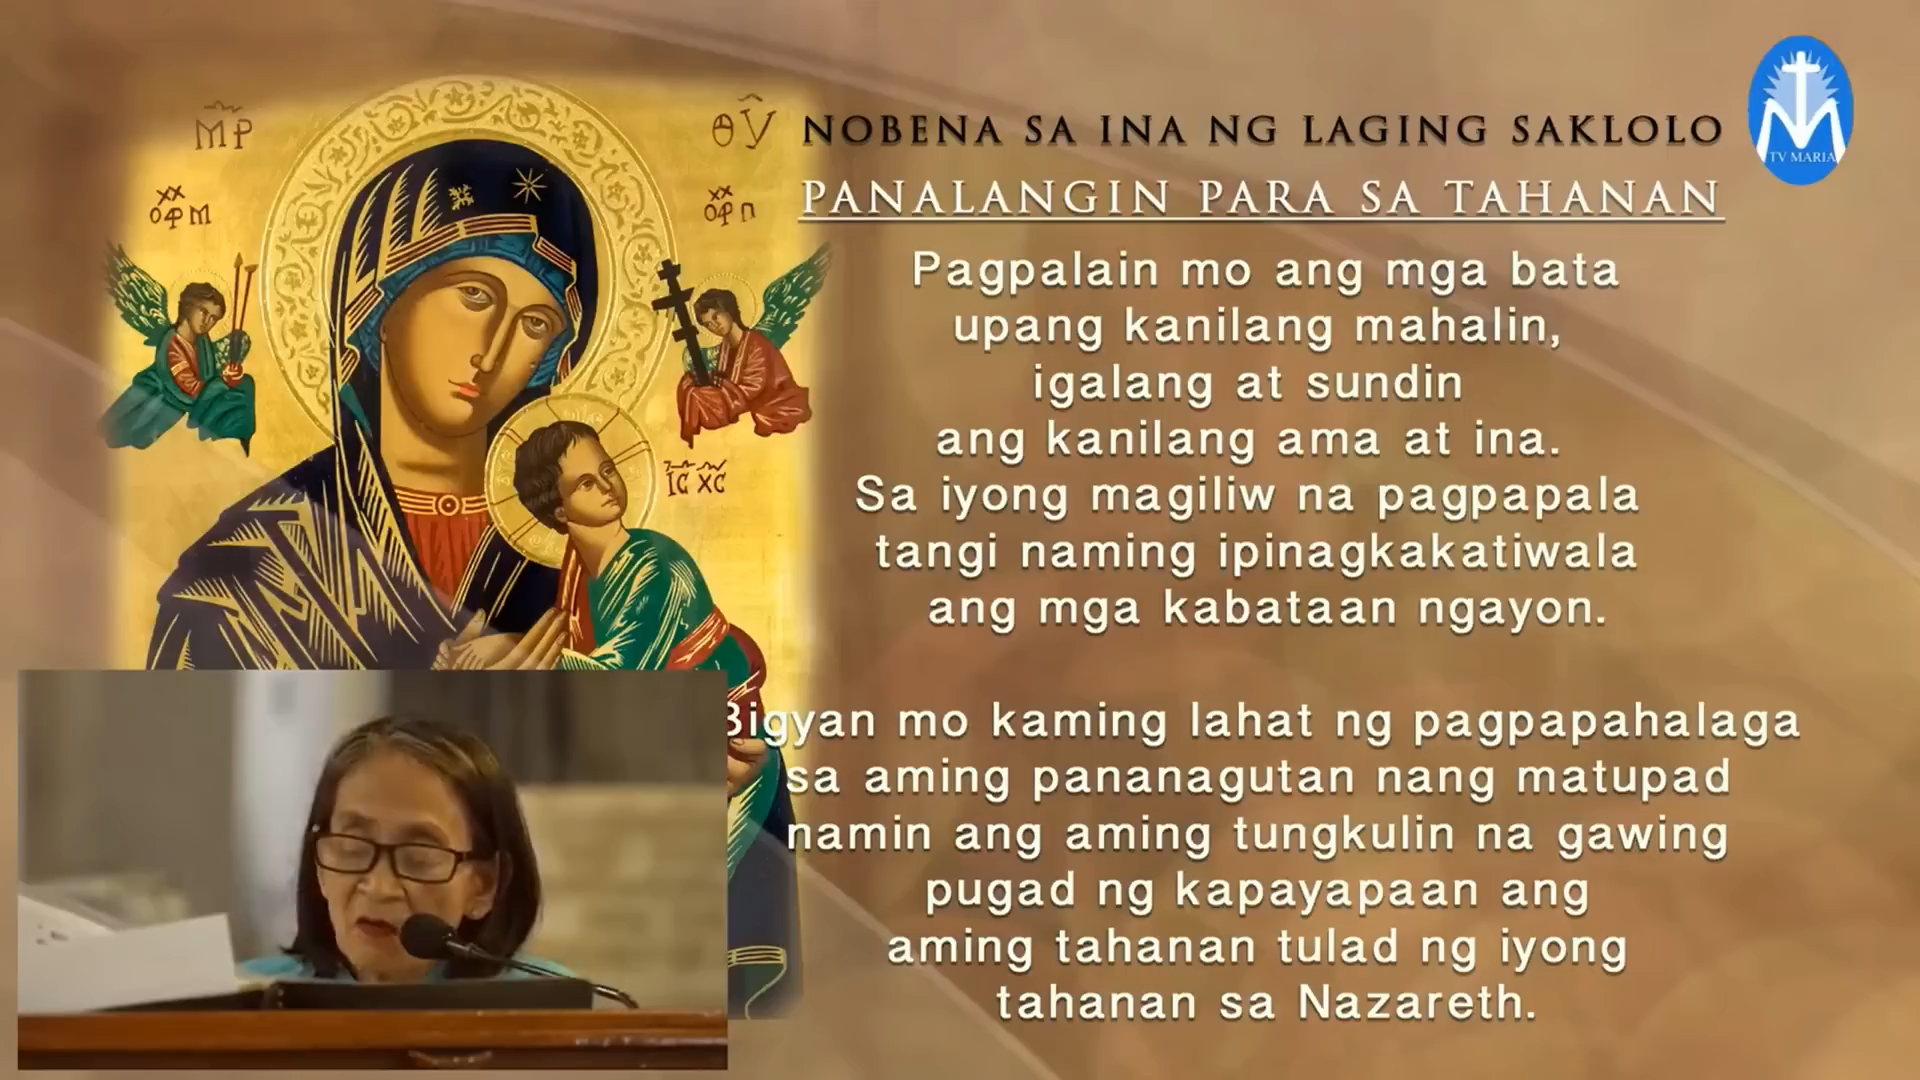 NOBENA SA INA NG LAGING SAKLOLO
TV MARIA
PANALANGIN PARA SA TAHANAN
Pagpalain mo ang mga bata
upang kanilang mahalin,
igalang at sundin
ang kanilang ama at ina.
Sa iyong magiliw na pagpapala
tangi naming ipinagkakatiwala
ang mga kabataan ngayon.
Bigyan mo kaming lahat ng pagpapahalaga
sa aming pananagutan nang matupad
namin ang aming tungkulin na gawing
pugad ng kapayapaan ang
aming tahanan tulad ng iyong
tahanan sa Nazareth.
ΜΡ
ΘΥ
ΙC XC